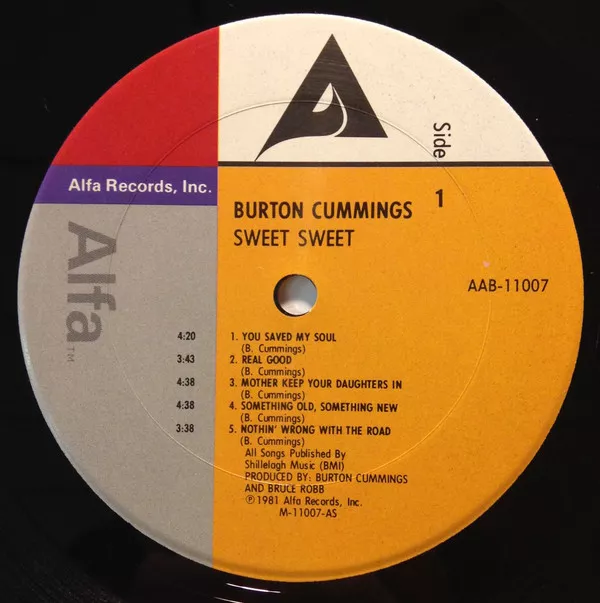 Side
1
Alfa Records, Inc.
Alfa
TM
BURTON CUMMINGS
SWEET SWEET
AAB-11007
4:20 1. YOU SAVED MY SOUL
(B. Cummings)
3:43 2. REAL GOOD
(B. Cummings)
4:38 3. MOTHER KEEP YOUR DAUGHTERS IN
(B. Cummings)
4:38 4. SOMETHING OLD, SOMETHING NEW
(B. Cummings)
3:38 5. NOTHIN' WRONG WITH THE ROAD
(B. Cummings)
All Songs Published By
Shillelagh Music (BMI)
PRODUCED BY: BURTON CUMMINGS
AND BRUCE ROBB
℗1981 Alfa Records, Inc.
M-11007-AS